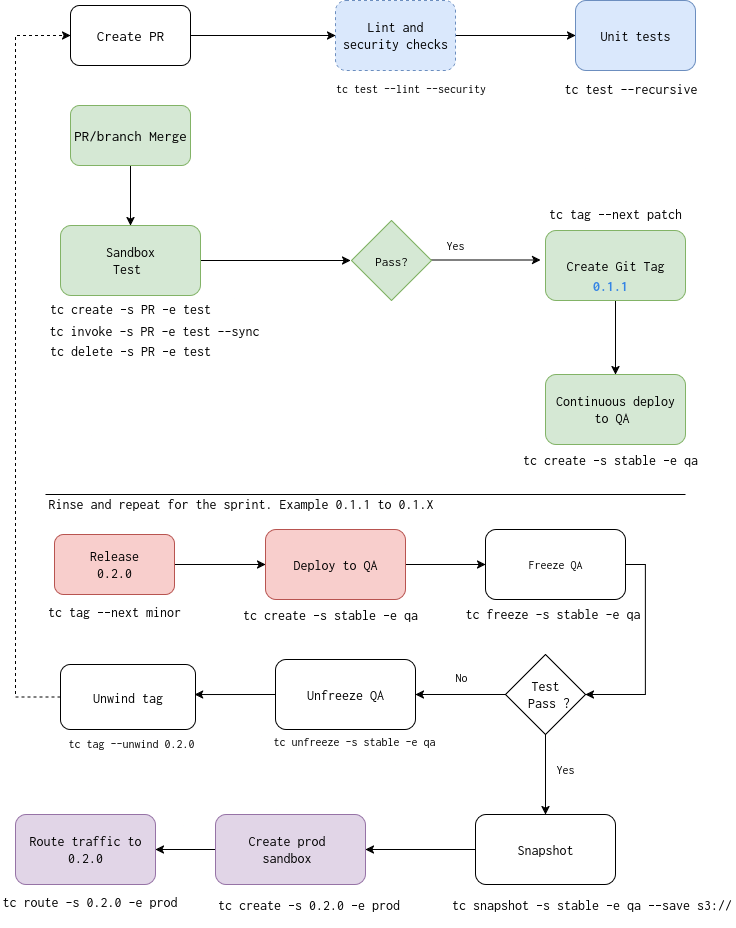 Create PR
Lint and
security checks
Unit tests
tc test --lint --security
tc test --recursive
PR/branch Merge
tc tag --next patch
Sandbox
Test
Pass?
Yes
Create Git Tag
0.1.1
tc create -s PR -e test
tc invoke -s PR -e test --sync
tc delete -s PR -e test
Continuous deploy
to QA
tc create -s stable -e qa
Rinse and repeat for the sprint. Example 0.1.1 to 0.1.X
Release
0.2.0
Deploy to QA
Freeze QA
tc tag --next minor
tc create -s stable -e qa
tc freeze -s stable -e qa
Unwind tag
Unfreeze QA
No
Test
Pass ?
tc tag --unwind 0.2.0
tc unfreeze -s stable -e qa
Yes
Route traffic to
0.2.0
Create prod
sandbox
Snapshot
tc route -s 0.2.0 -e prod
tc create -s 0.2.0 -e prod
tc snapshot -s stable -e qa --save s3://